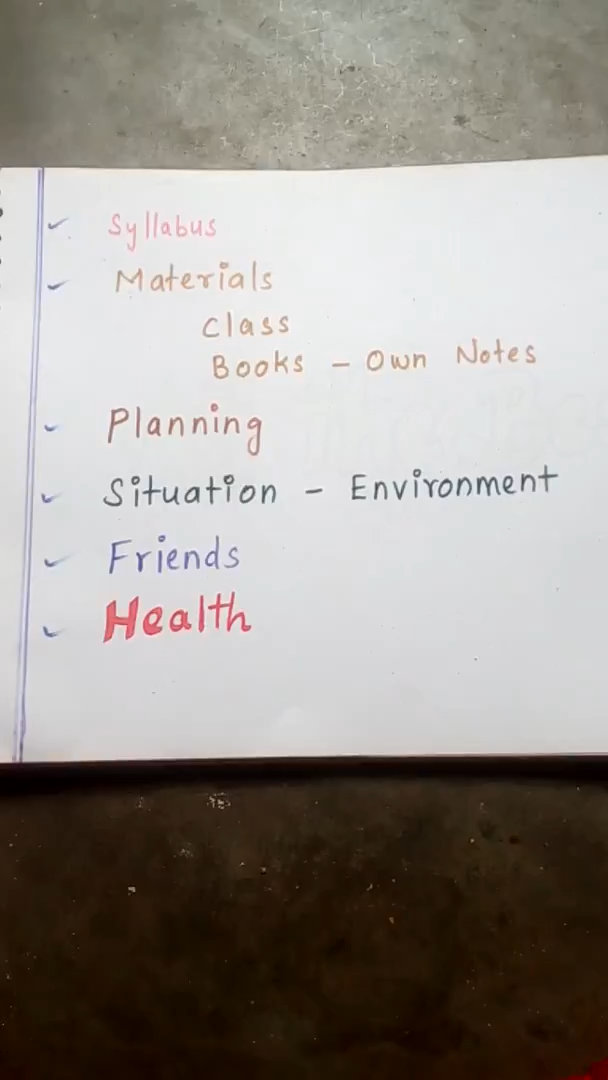 Syllabus
Materials
Class
Books - Own Notes
Planning
Situation - Environment
Friends
Health